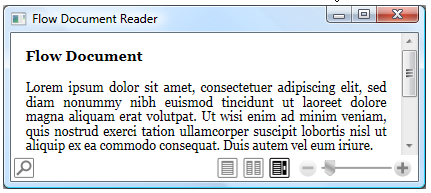 Flow Document Reader
Flow Document
Lorem ipsum dolor sit amet, consectetuer adipiscing elit, sed
diam nonummy nibh euismod tincidunt ut laoreet dolore
magna aliquam erat volutpat. Ut wisi enim ad minim veniam,
quis nostrud exerci tation ullamcorper suscipit lobortis nisl ut
aliquip ex ea commodo consequat. Duis autem vel eum iriure.